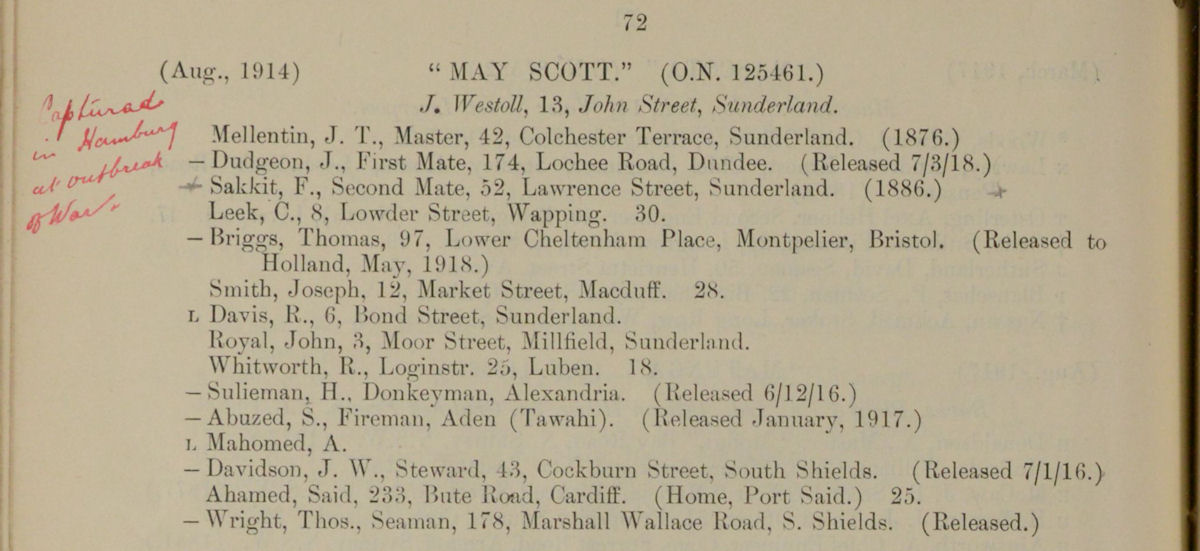 72
(Aug., 1914) "MAY SCOTT." (O.N. 125461.)
J. Westoll, 13, John Street, Sunderland.
Captured
in Hamburg
at outbreak
of War.
Mellentin, J. T., Master, 42, Colchester Terrace, Sunderland. (1876.)
— Dudgeon, J., First Mate, 174, Lochee Road, Dundee. (Released 7/3/18.)
Sakkit, F., Second Mate, 52, Lawrence Street, Sunderland. (1886.)
Leek, C., 8, Lowder Street, Wapping. 30.
— Briggs, Thomas, 97, Lower Cheltenham Place, Montpelier, Bristol. (Released to
Holland, May, 1918.)
Smith, Joseph, 12, Market Street, Macduff. 28.
L Davis, R., 6, Bond Street, Sunderland.
Royal, John, 3, Moor Street, Millfield, Sunderland.
Whitworth, R., Loginstr. 25, Luben. 18.
— Sulieman, H., Donkeyman, Alexandria. (Released 6/12/16.)
— Abuzed, S., Fireman, Aden (Tawahi). (Released January, 1917.)
L Mahomed, A.
— Davidson, J. W., Steward, 43, Cockburn Street, South Shields. (Released 7/1/16.)
Ahamed, Said, 233, Bute Road, Cardiff. (Home, Port Said.) 25.
— Wright, Thos., Seaman, 178, Marshall Wallace Road, S. Shields. (Released.)